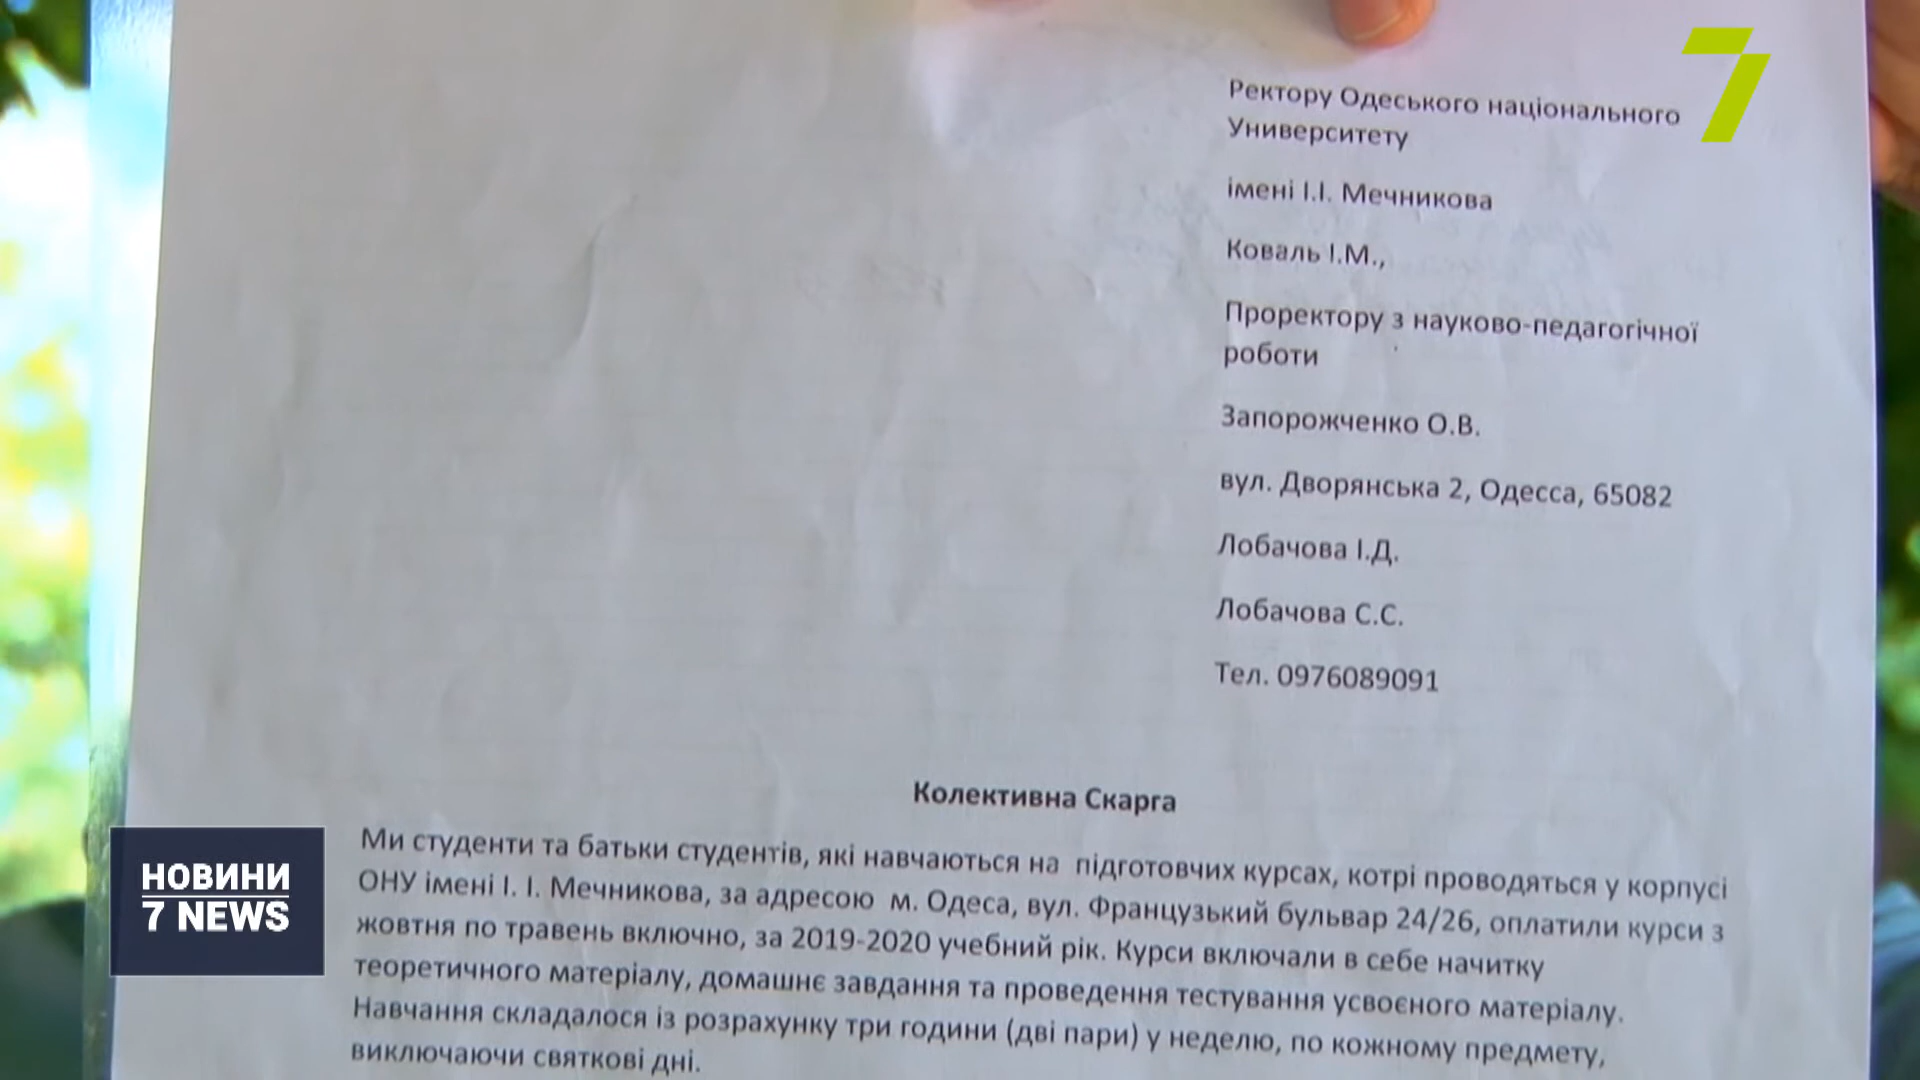 7
Ректору Одеського національного
Университету
імені І.І. Мечникова
Коваль І.М.,
Проректору з науково-педагогічної
роботи
Запорожченко О.В.
вул. Дворянська 2, Одесса, 65082
Лобачова І.Д.
Лобачова С.С.
Тел. 0976089091
Колективна Скарга
Ми студенти та батьки студентів, які навчаються на підготовчих курсах, котрі проводяться у корпусі
ОНУ імені І. І. Мечникова, за адресою м. Одеса, вул. Французький бульвар 24/26, оплатили курси з
жовтня по травень включно, за 2019-2020 учебний рік. Курси включали в себе начитку
теоретичного матеріалу, домашнє завдання та проведення тестування усвоєного матеріалу.
Навчання складалося із розрахунку три години (дві пари) у неделю, по кожному предмету,
виключаючи святкові дні.
НОВИНИ
7 NEWS